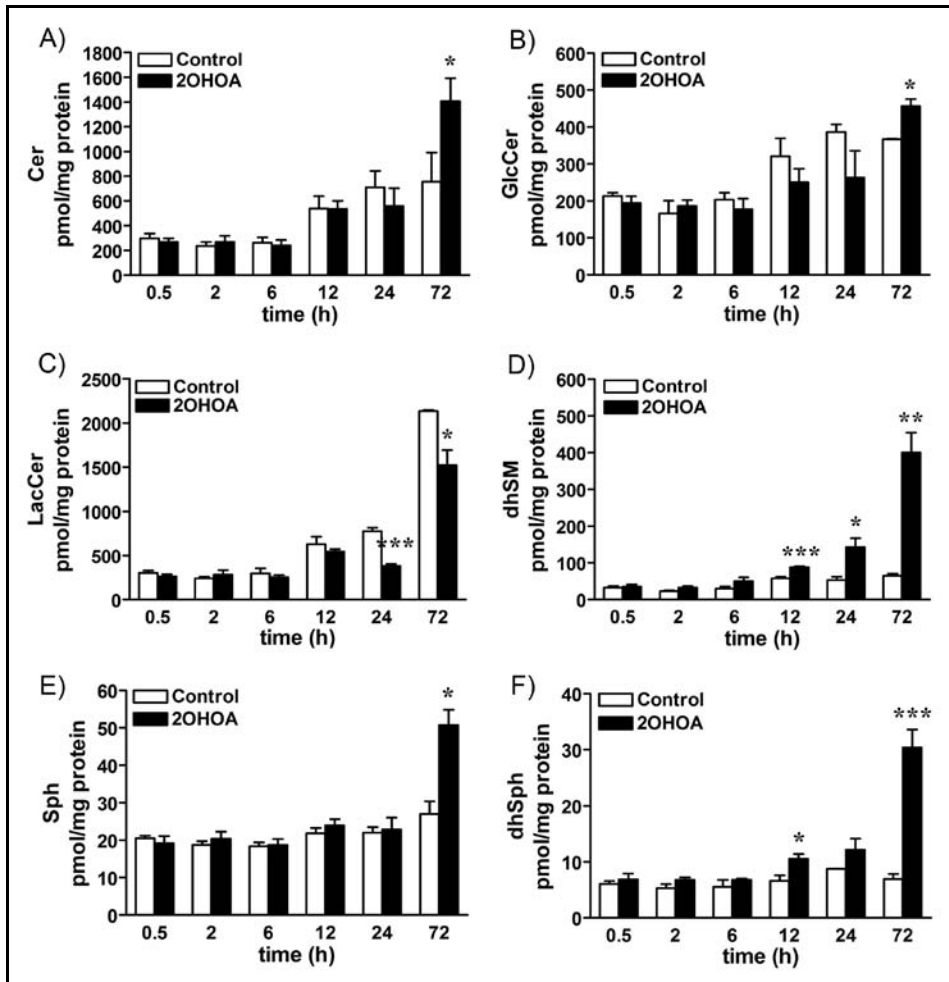 A)
Control
2OHOA
*
1800
1600
1400
1200
1000
800
600
400
200
0
Cer
pmol/mg protein
0.5 2 6 12 24 72
time (h)
B)
Control
2OHOA
*
600
500
400
300
200
100
0
GlcCer
pmol/mg protein
0.5 2 6 12 24 72
time (h)
C)
Control
2OHOA
*
***
2500
2000
1500
1000
500
0
LacCer
pmol/mg protein
0.5 2 6 12 24 72
time (h)
D)
Control
2OHOA
**
*
***
600
500
400
300
200
100
0
dhSM
pmol/mg protein
0.5 2 6 12 24 72
time (h)
E)
Control
2OHOA
*
60
50
40
30
20
10
0
Sph
pmol/mg protein
0.5 2 6 12 24 72
time (h)
F)
Control
2OHOA
***
*
40
30
20
10
0
dhSph
pmol/mg protein
0.5 2 6 12 24 72
time (h)